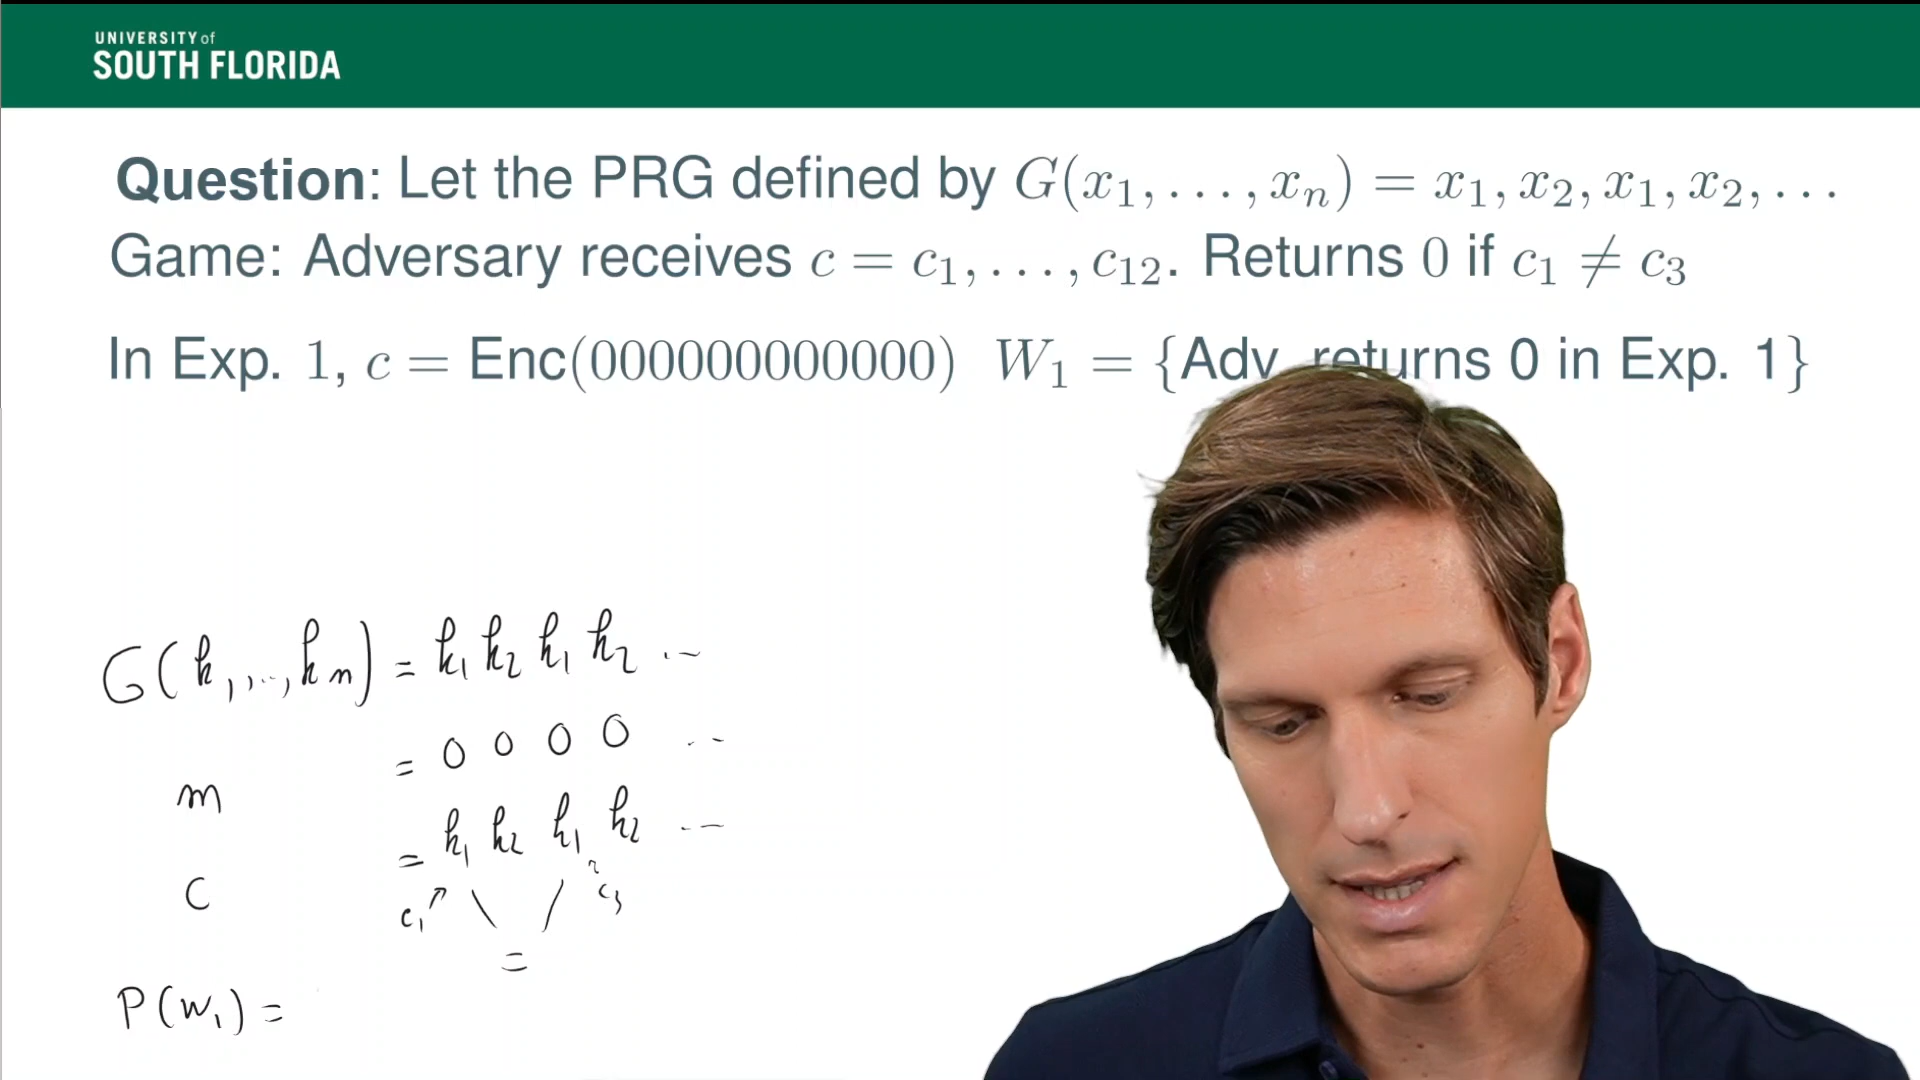 UNIVERSITY of
SOUTH FLORIDA
Question: Let the PRG defined by G(x₁, . . . , xₙ) = x₁, x₂, x₁, x₂, . . .
Game: Adversary receives c = c₁, . . . , c₁₂. Returns 0 if c₁ ≠ c₃
In Exp. 1, c = Enc(000000000000) W₁ = {Adv returns 0 in Exp. 1}
G(k₁,...,kₙ) = k₁ k₂ k₁ k₂ ...
m = 0 0 0 0 ...
c = k₁ k₂ k₁ k₂ ...
c₁ \ / c₃
=
P(W₁) =